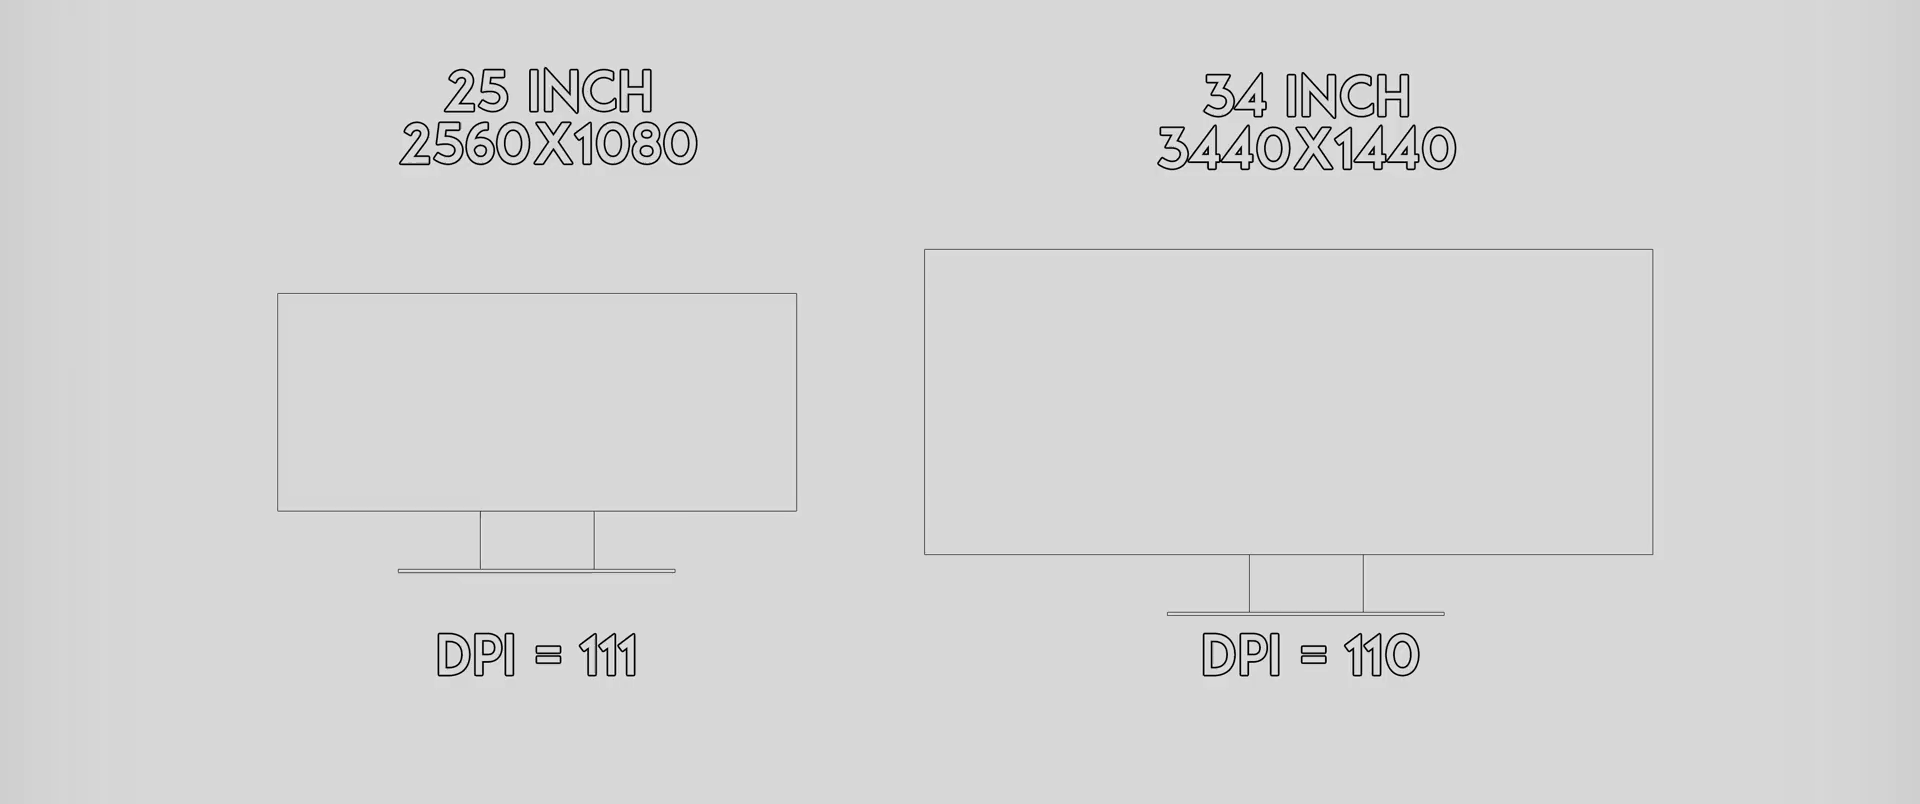 25 INCH
2560X1080
34 INCH
3440X1440
DPI = 111
DPI = 110